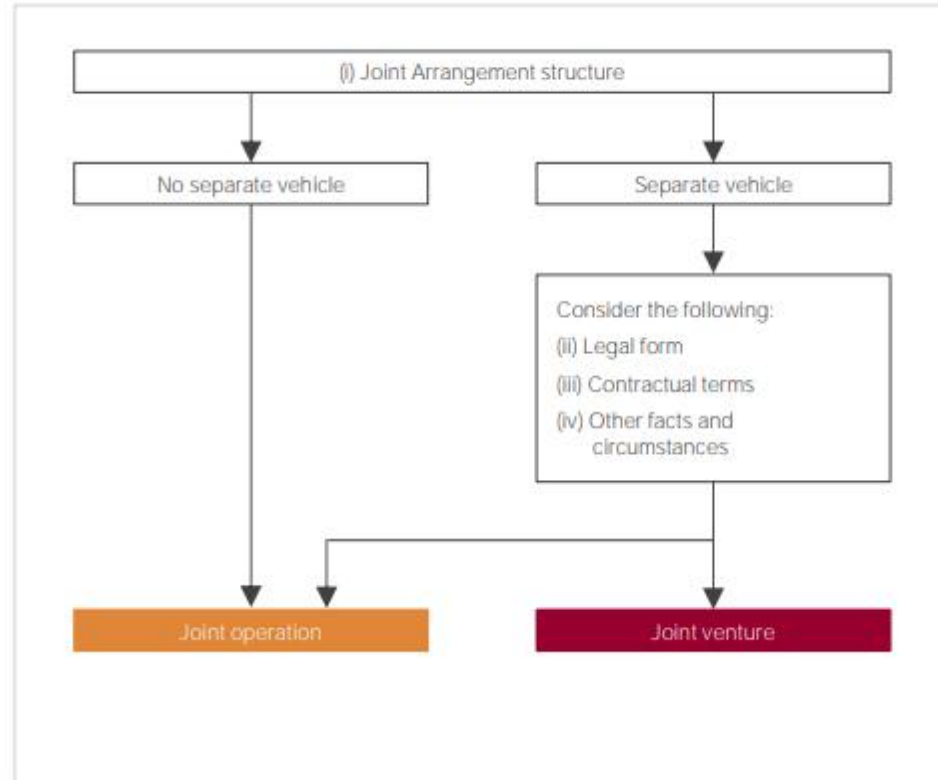 (i) Joint Arrangement structure
No separate vehicle
Separate vehicle
Consider the following:
(ii) Legal form
(iii) Contractual terms
(iv) Other facts and
circumstances
Joint operation
Joint venture